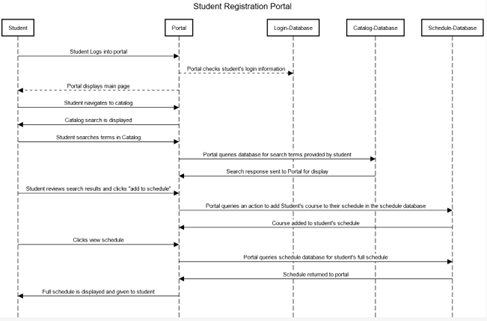 Student Registration Portal
Student
Portal
Login-Database
Catalog-Database
Schedule-Database
Student Logs into portal
Portal checks student's login information
Portal displays main page
Student navigates to catalog
Catalog search is displayed
Student searches terms in Catalog
Portal queries database for search terms provided by student
Search response sent to Portal for display
Student reviews search results and clicks "add to schedule"
Portal queries an action to add Student's course to their schedule in the schedule database
Course added to student's schedule
Clicks view schedule
Portal queries schedule database for student's full schedule
Schedule returned to portal
Full schedule is displayed and given to student